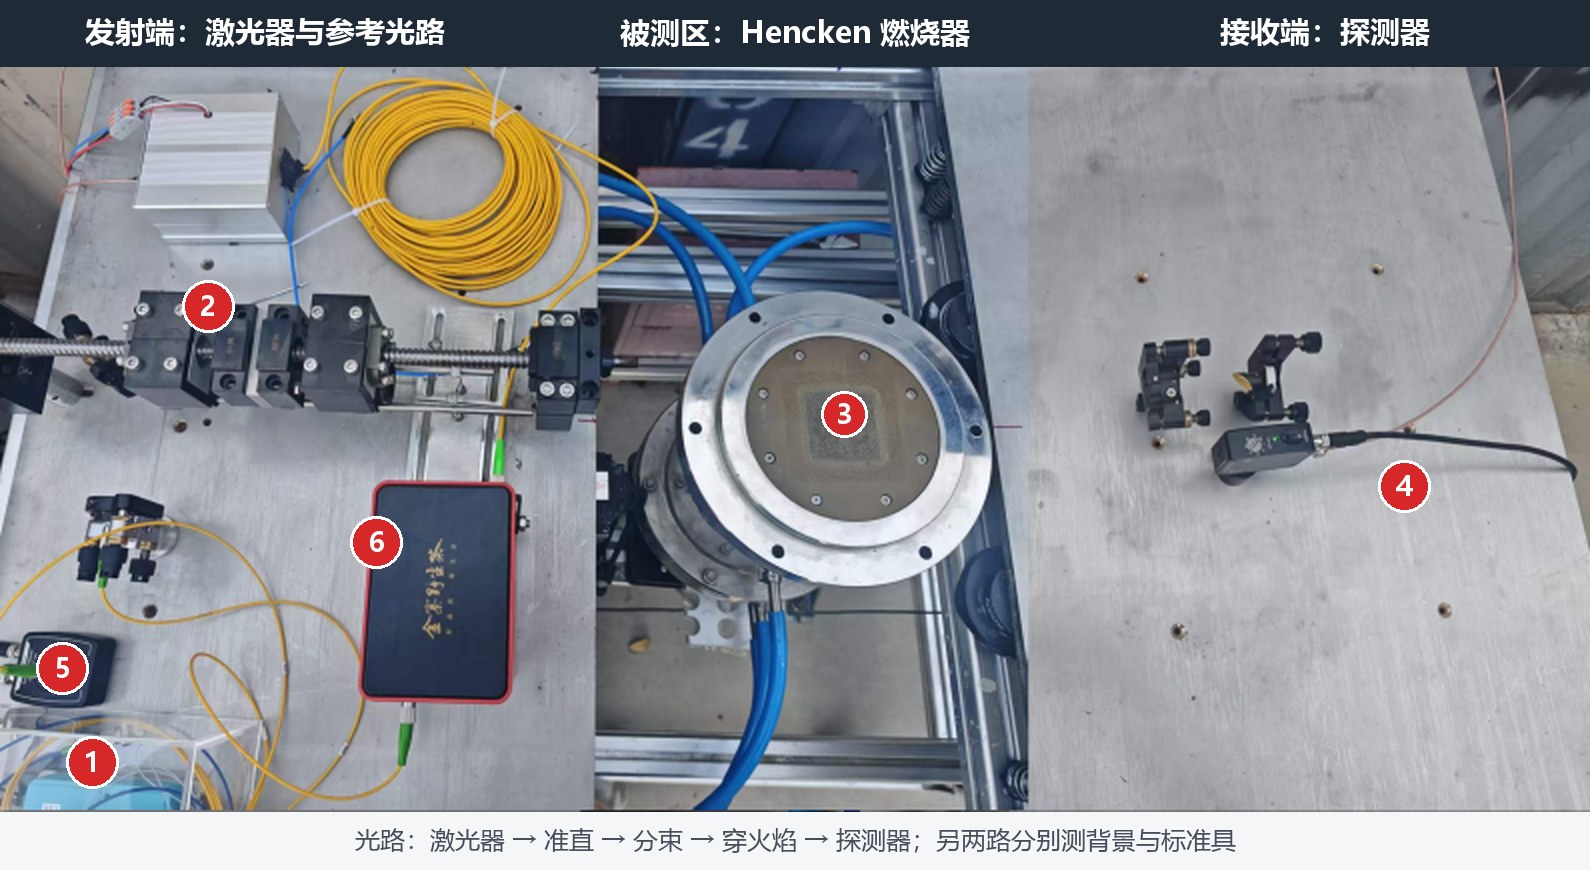 发射端：激光器与参考光路
被测区：Hencken 燃烧器
接收端：探测器
4
2
3
4
6
5
1
光路：激光器 → 准直 → 分束 → 穿火焰 → 探测器；另两路分别测背景与标准具